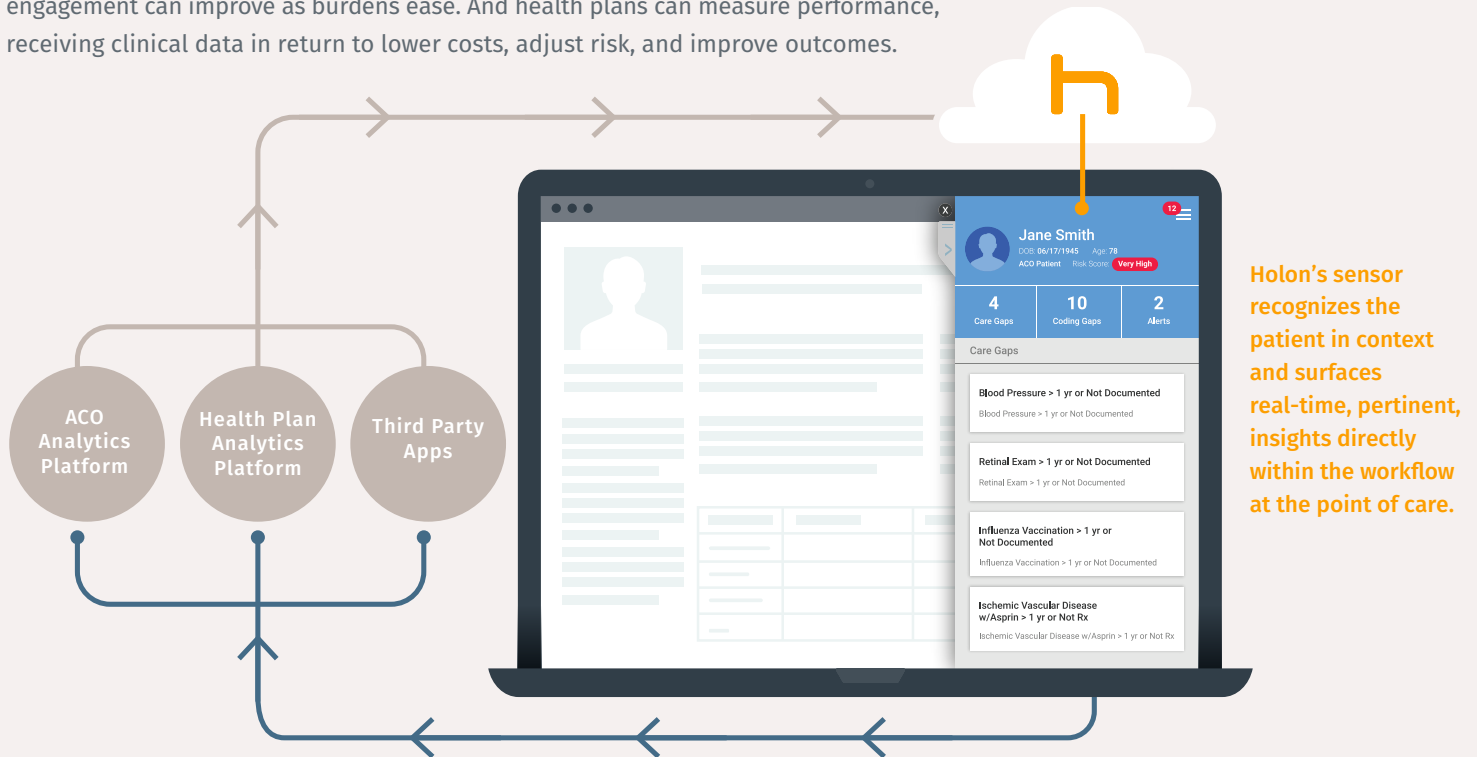 engagement can improve as burdens ease. And health plans can measure performance,
receiving clinical data in return to lower costs, adjust risk, and improve outcomes.
h
X
12
Jane Smith
DOB: 06/17/1945 Age: 78
ACO Patient Risk Score: Very High
4
Care Gaps
10
Coding Gaps
2
Alerts
Care Gaps
Blood Pressure > 1 yr or Not Documented
Blood Pressure > 1 yr or Not Documented
Retinal Exam > 1 yr or Not Documented
Retinal Exam > 1 yr or Not Documented
Influenza Vaccination > 1 yr or
Not Documented
Influenza Vaccination > 1 yr or Not Documented
Ischemic Vascular Disease
w/Asprin > 1 yr or Not Rx
Ischemic Vascular Disease w/Asprin > 1 yr or Not Rx
ACO
Analytics
Platform
Health Plan
Analytics
Platform
Third Party
Apps
Holon’s sensor
recognizes the
patient in context
and surfaces
real-time, pertinent,
insights directly
within the workflow
at the point of care.